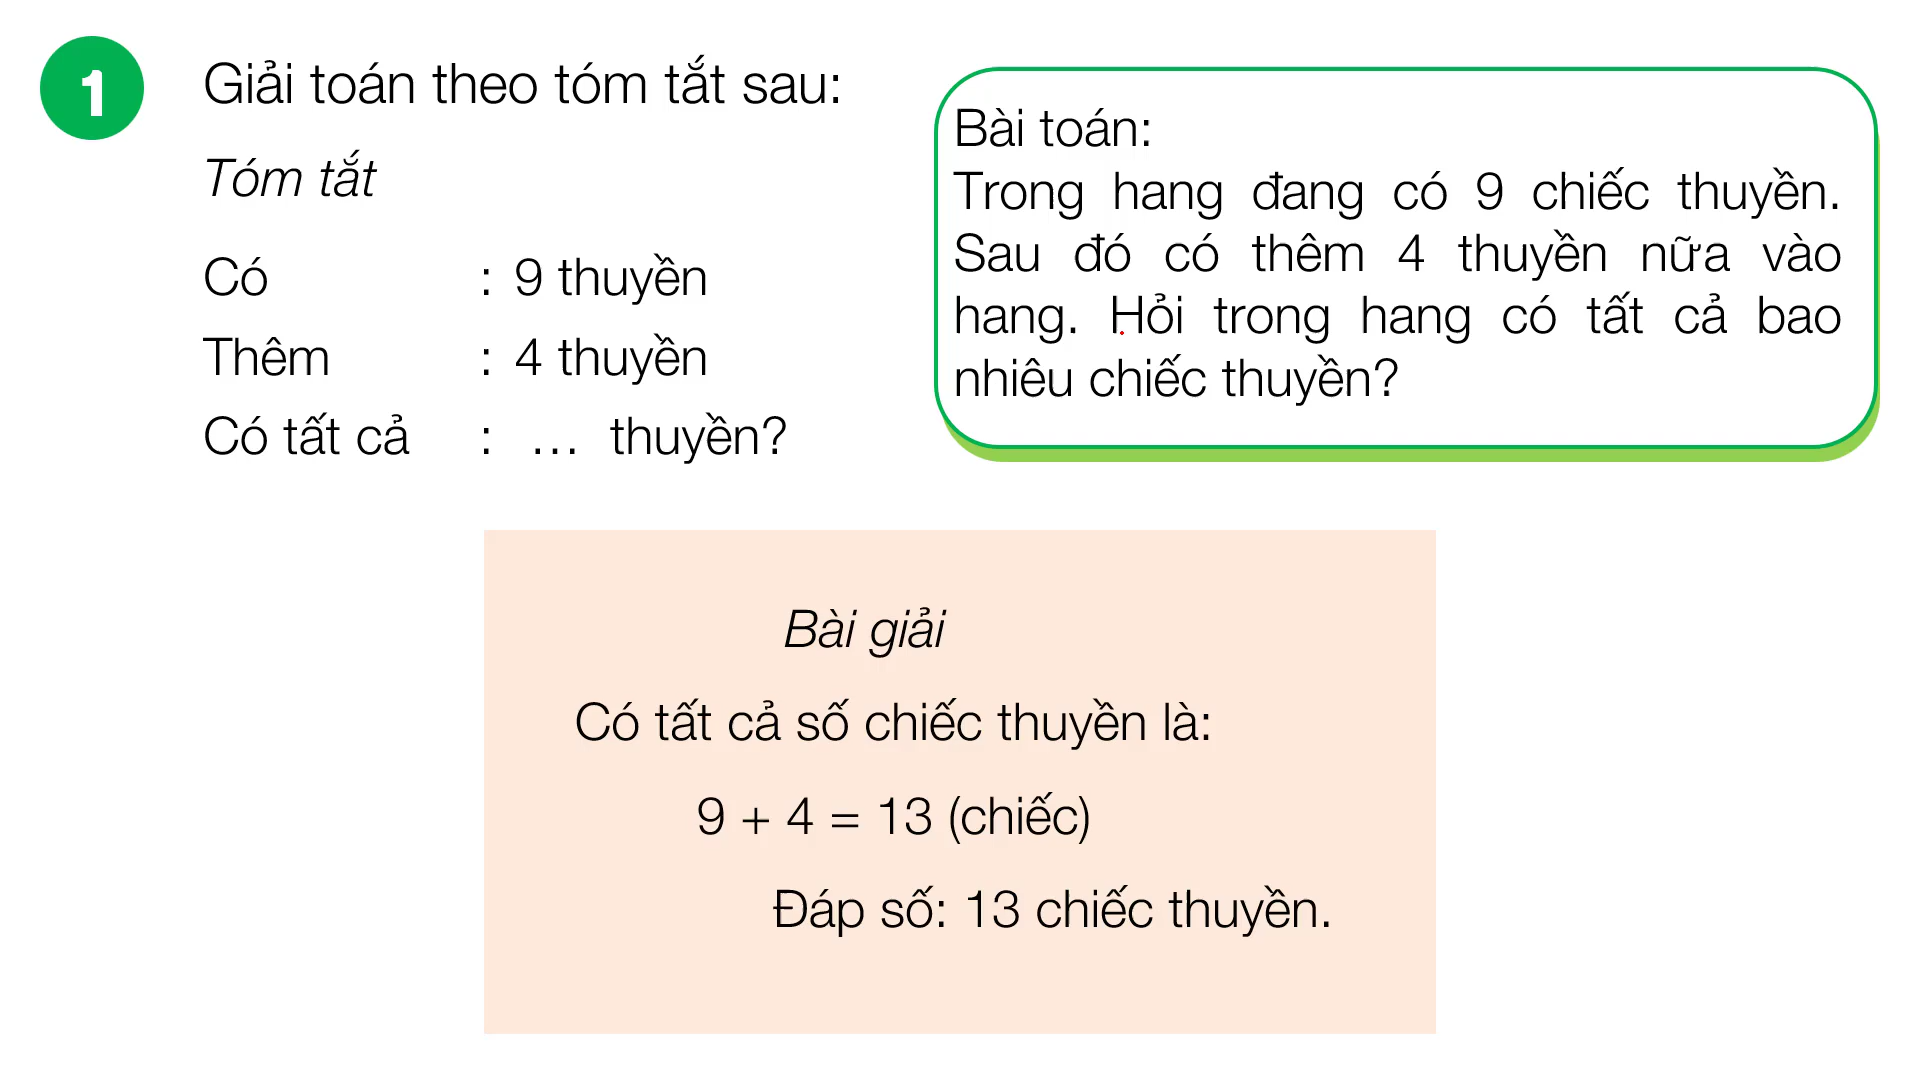 1
Giải toán theo tóm tắt sau:
Tóm tắt
Có : 9 thuyền
Thêm : 4 thuyền
Có tất cả : ... thuyền?
Bài toán:
Trong hang đang có 9 chiếc thuyền.
Sau đó có thêm 4 thuyền nữa vào
hang. Hỏi trong hang có tất cả bao
nhiêu chiếc thuyền?
Bài giải
Có tất cả số chiếc thuyền là:
9 + 4 = 13 (chiếc)
Đáp số: 13 chiếc thuyền.